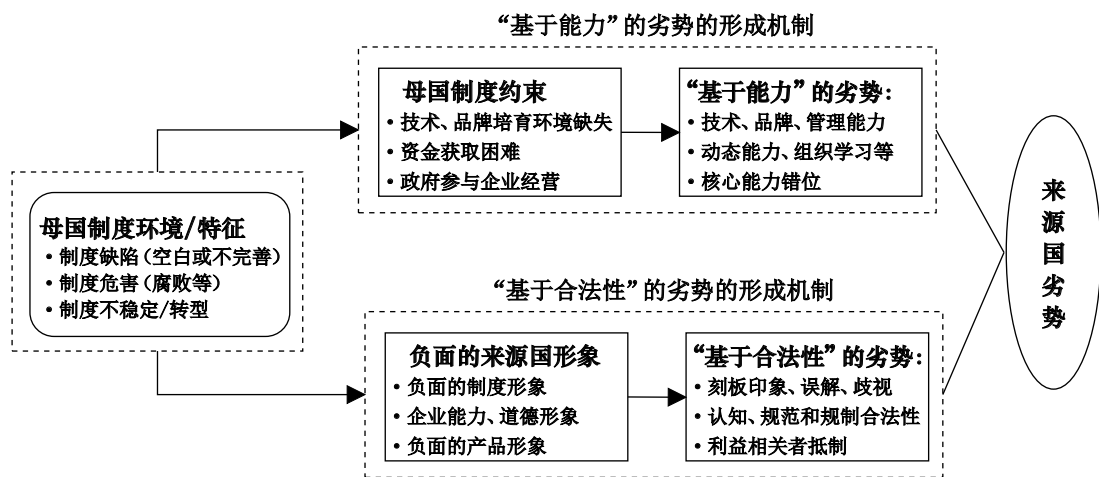 “基于能力”的劣势的形成机制
母国制度约束
·技术、品牌培育环境缺失
·资金获取困难
·政府参与企业经营
“基于能力”的劣势：
·技术、品牌、管理能力
·动态能力、组织学习等
·核心能力错位
母国制度环境/特征
·制度缺陷（空白或不完善）
·制度危害（腐败等）
·制度不稳定/转型
“基于合法性”的劣势的形成机制
负面的来源国形象
·负面的制度形象
·企业能力、道德形象
·负面的产品形象
“基于合法性”的劣势：
·刻板印象、误解、歧视
·认知、规范和规制合法性
·利益相关者抵制
来源国劣势